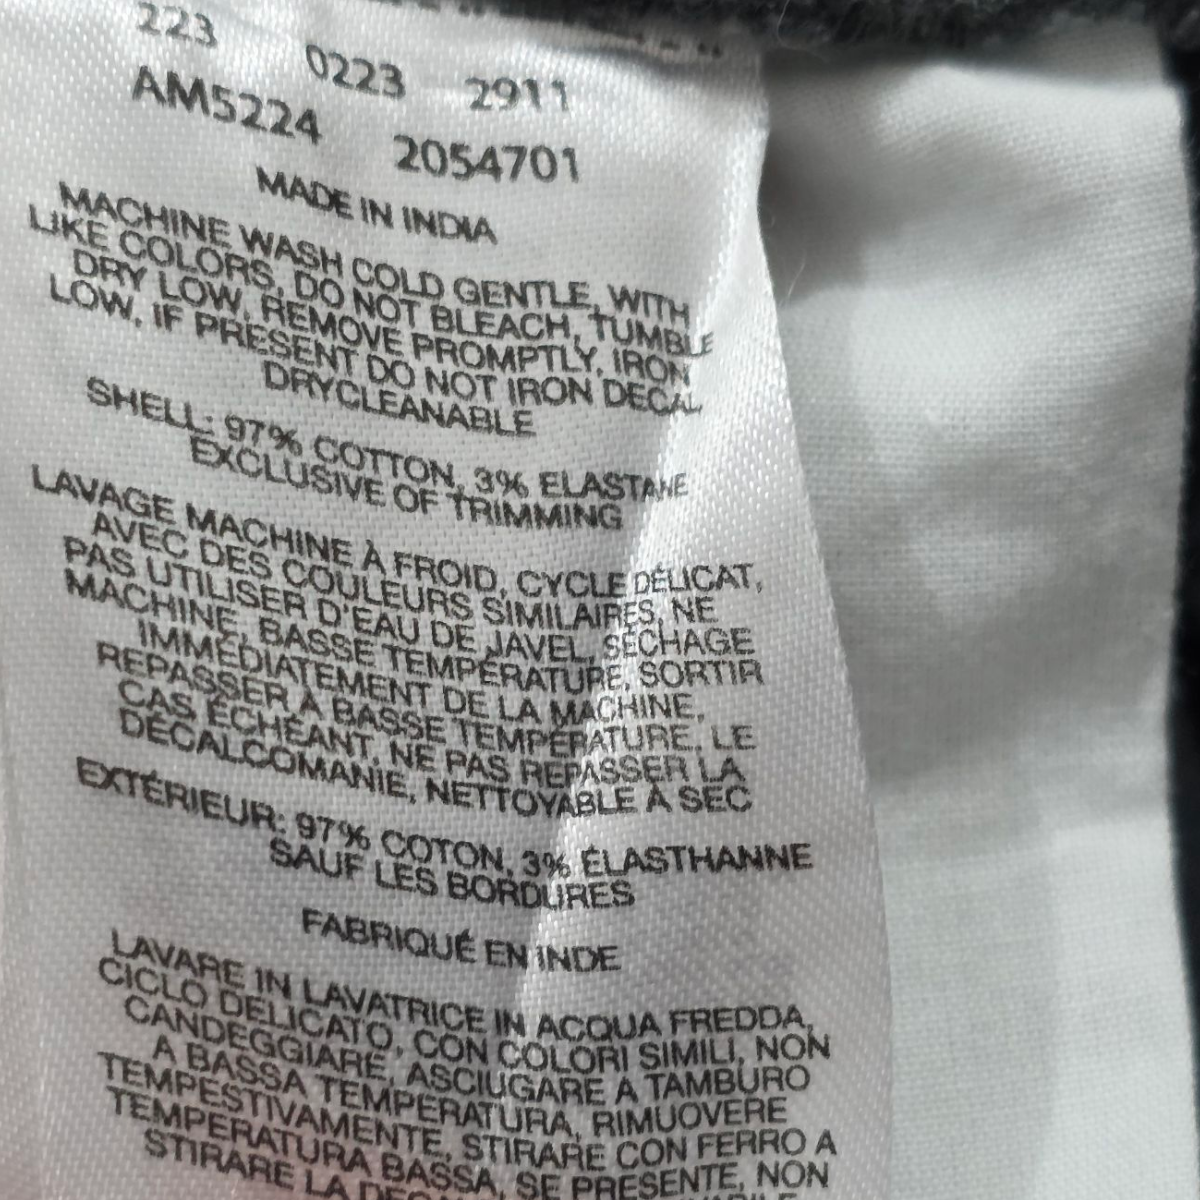 223 0223 2911
AM5224 2054701
MADE IN INDIA
MACHINE WASH COLD GENTLE, WITH
LIKE COLORS, DO NOT BLEACH, TUMBLE
DRY LOW, REMOVE PROMPTLY, IRON
LOW, IF PRESENT DO NOT IRON DECAL,
DRYCLEANABLE
SHELL: 97% COTTON, 3% ELASTANE
EXCLUSIVE OF TRIMMING
LAVAGE MACHINE À FROID, CYCLE DÉLICAT,
AVEC DES COULEURS SIMILAIRES, NE
PAS UTILISER D'EAU DE JAVEL, SÉCHAGE
MACHINE, BASSE TEMPÉRATURE, SORTIR
IMMÉDIATEMENT DE LA MACHINE,
REPASSER À BASSE TEMPÉRATURE, LE
CAS ÉCHÉANT, NE PAS REPASSER LA
DÉCALCOMANIE, NETTOYABLE À SEC
EXTÉRIEUR: 97% COTON, 3% ÉLASTHANNE
SAUF LES BORDURES
FABRIQUÉ EN INDE
LAVARE IN LAVATRICE IN ACQUA FREDDA,
CICLO DELICATO, CON COLORI SIMILI, NON
CANDEGGIARE, ASCIUGARE A TAMBURO
A BASSA TEMPERATURA, RIMUOVERE
TEMPESTIVAMENTE, STIRARE CON FERRO A
TEMPERATURA BASSA, SE PRESENTE, NON
STIRARE LA